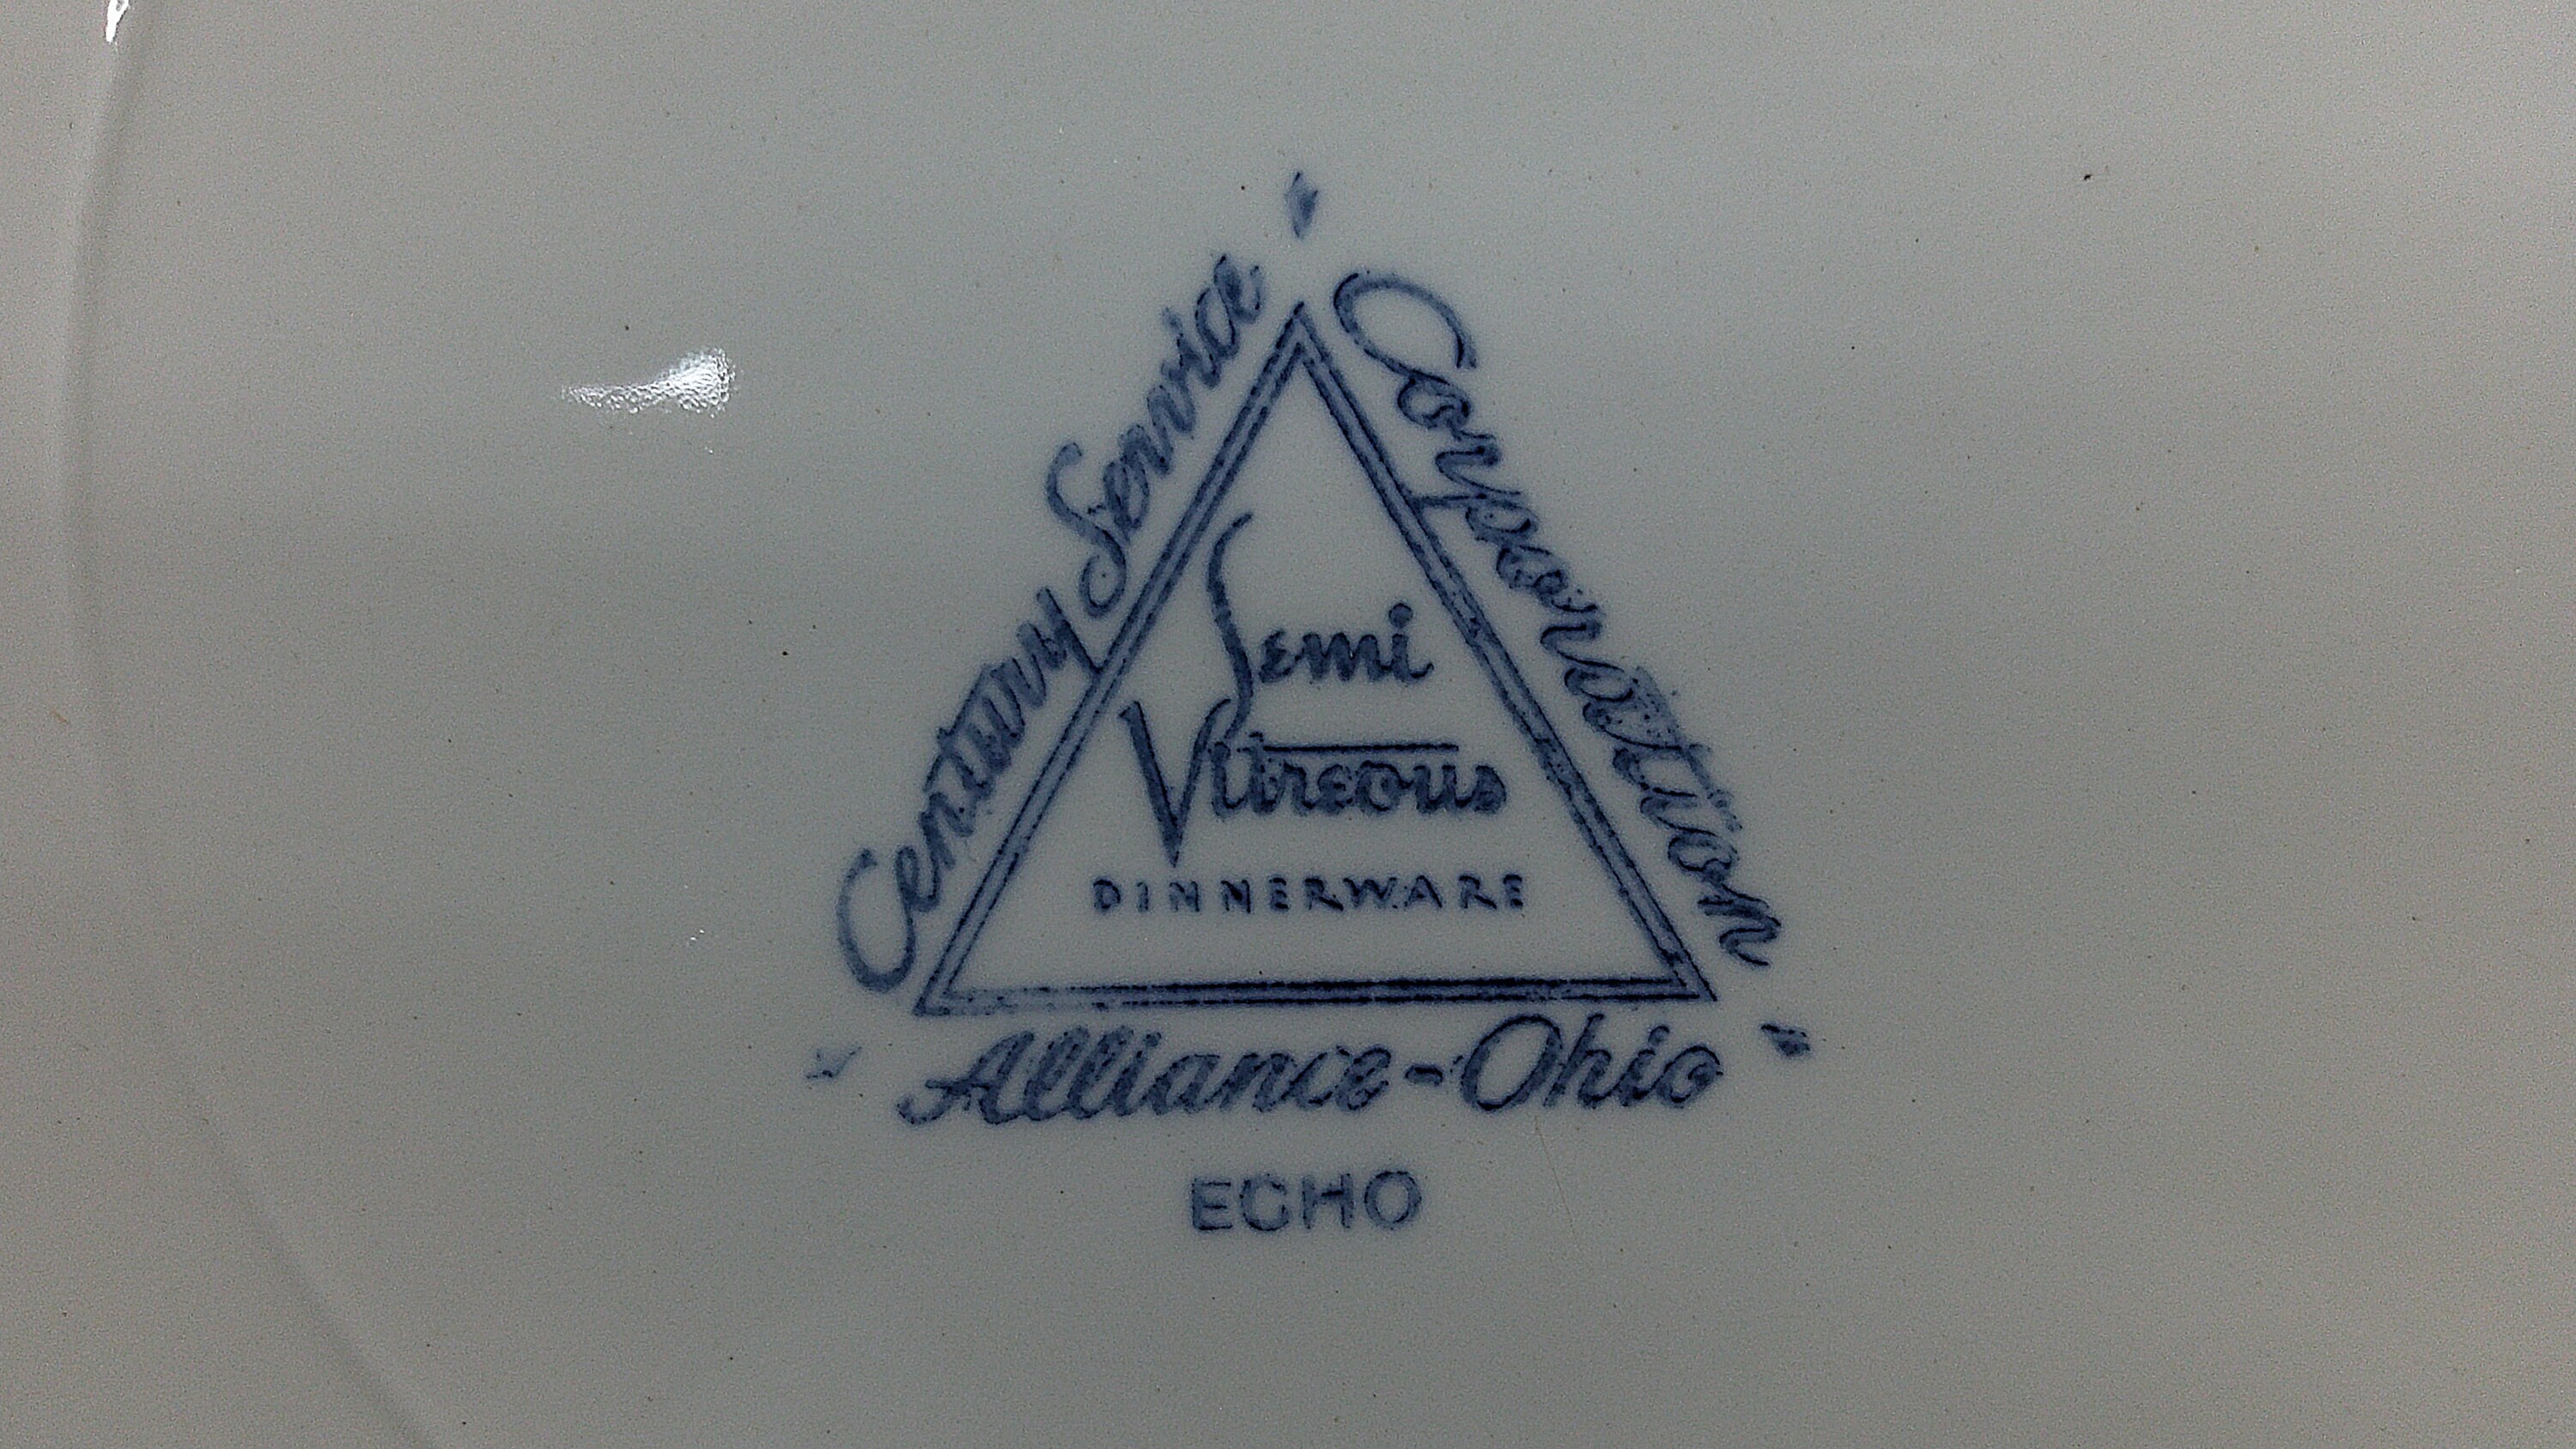 Century Service
Corporation
Semi
Vitreous
DINNERWARE
Alliance-Ohio
ECHO